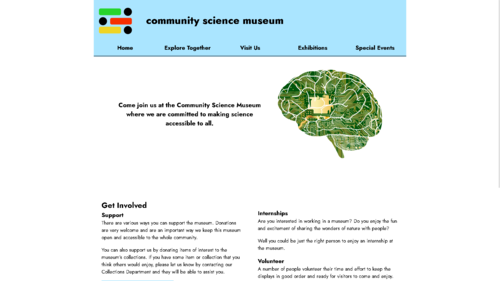 community science museum
Home Explore Together Visit Us Exhibitions Special Events
Come join us at the Community Science Museum
where we are committed to making science
accessible to all.
Get Involved
Support
There are various ways you can support the museum. Donations
are very welcome and are an important way we keep this museum
open and accessible to the whole community.
You can also support us by donating items of interest to the
museum's collections. If you have some item or collection that you
think others would enjoy, please let us know by contacting our
Collections Department and they will be able to assist you.
Internships
Are you interested in working in a museum? Do you enjoy the fun
and excitement of sharing the wonders of nature with people?
Well you could be just the right person to enjoy an internship at
the museum.
Volunteer
A number of people volunteer their time and effort to keep the
displays in good order and ready for visitors to come and enjoy.